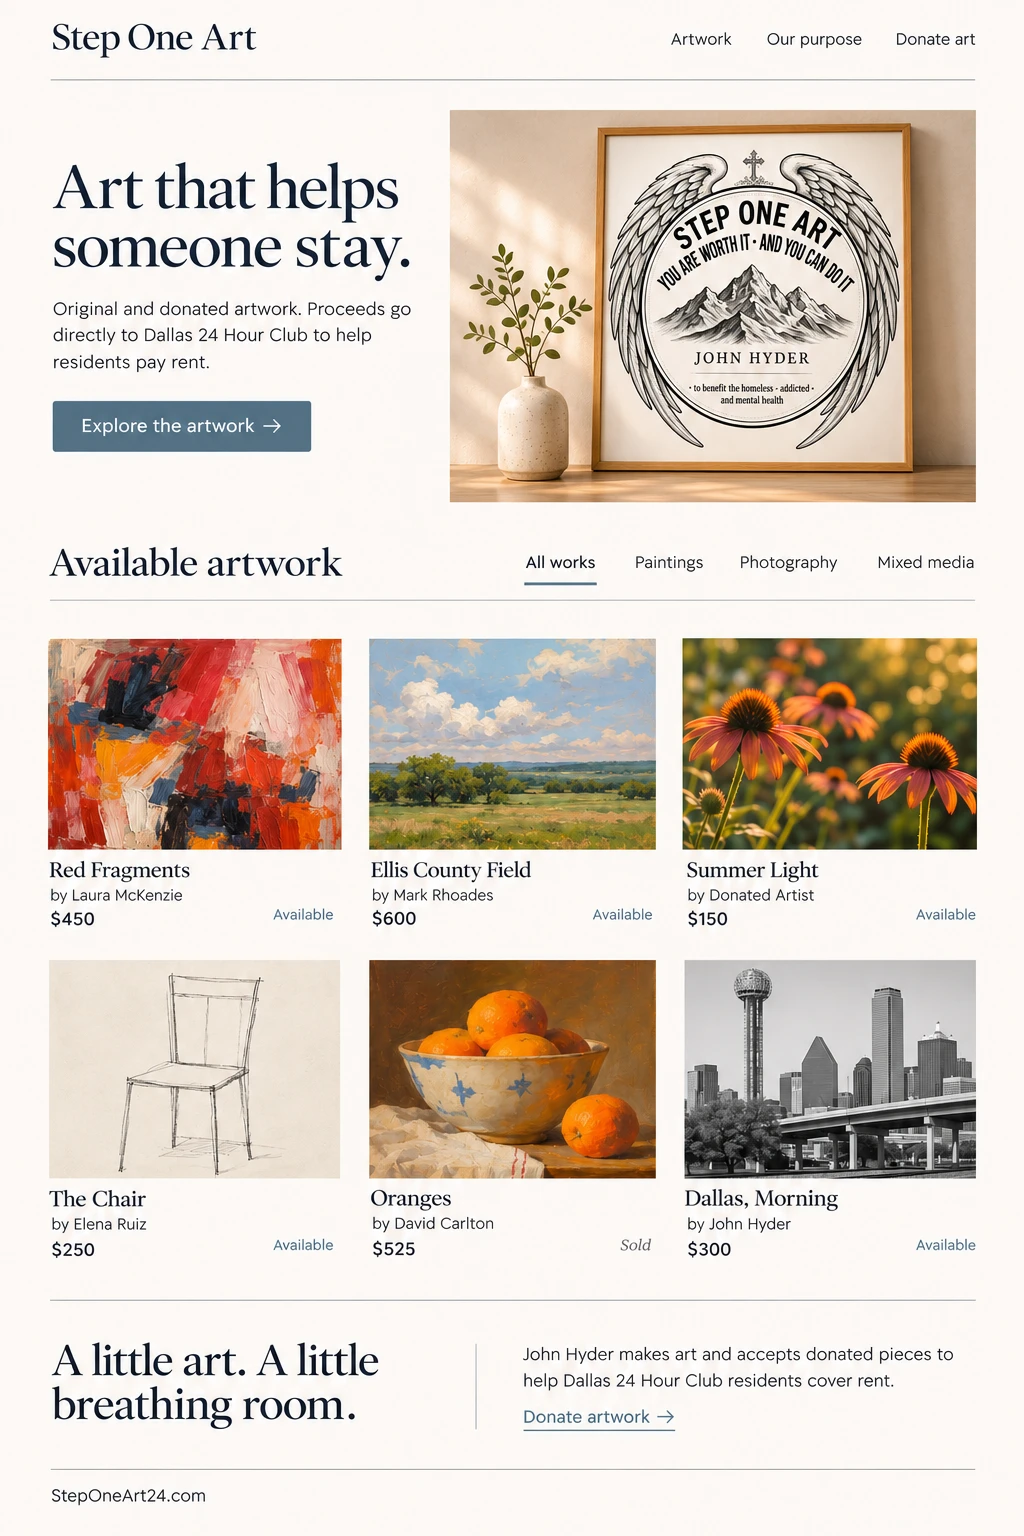 Step One Art
Artwork
Our purpose
Donate art
Art that helps
someone stay.
Original and donated artwork. Proceeds go
directly to Dallas 24 Hour Club to help
residents pay rent.
Explore the artwork →
STEP ONE ART
YOU ARE WORTH IT · AND YOU CAN DO IT
JOHN HYDER
· to benefit the homeless - addicted ·
and mental health
Available artwork
All works
Paintings
Photography
Mixed media
Red Fragments
by Laura McKenzie
$450
Available
Ellis County Field
by Mark Rhoades
$600
Available
Summer Light
by Donated Artist
$150
Available
The Chair
by Elena Ruiz
$250
Available
Oranges
by David Carlton
$525
Sold
Dallas, Morning
by John Hyder
$300
Available
A little art. A little
breathing room.
John Hyder makes art and accepts donated pieces to
help Dallas 24 Hour Club residents cover rent.
Donate artwork →
StepOneArt24.com